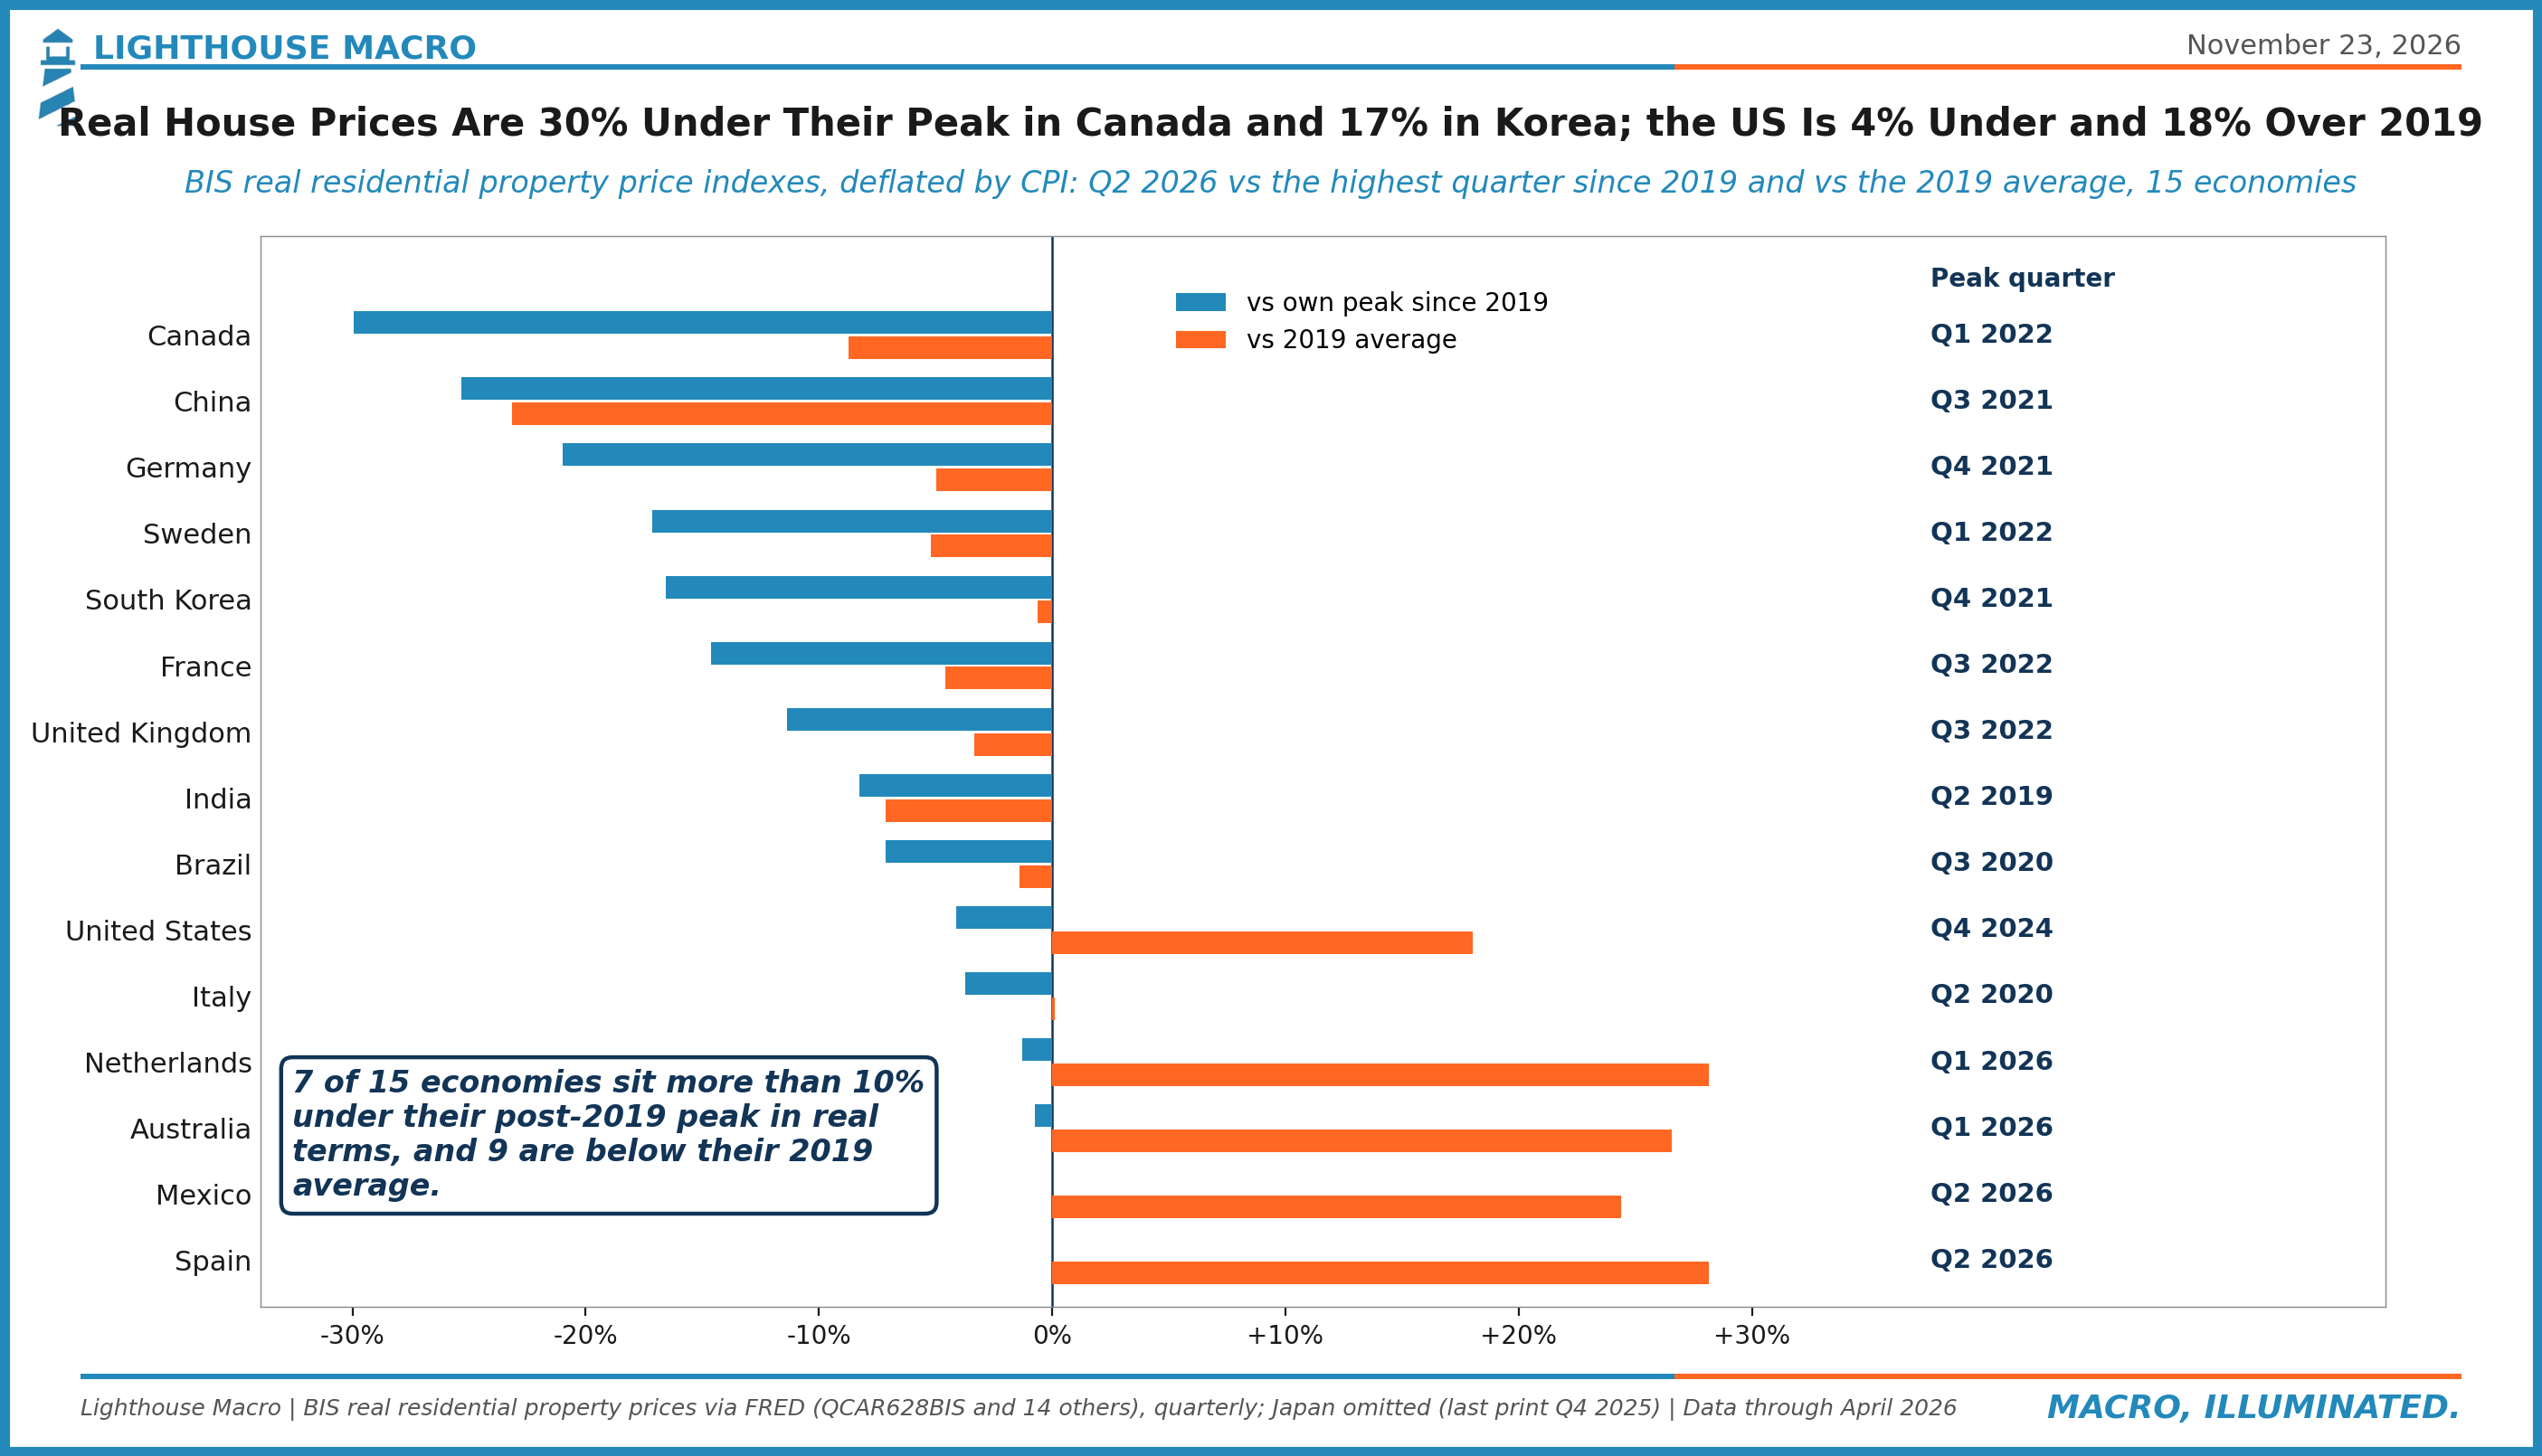 LIGHTHOUSE MACRO
November 23, 2026
Real House Prices Are 30% Under Their Peak in Canada and 17% in Korea; the US Is 4% Under and 18% Over 2019
BIS real residential property price indexes, deflated by CPI: Q2 2026 vs the highest quarter since 2019 and vs the 2019 average, 15 economies
Peak quarter
vs own peak since 2019
vs 2019 average
Canada Q1 2022
China Q3 2021
Germany Q4 2021
Sweden Q1 2022
South Korea Q4 2021
France Q3 2022
United Kingdom Q3 2022
India Q2 2019
Brazil Q3 2020
United States Q4 2024
Italy Q2 2020
Netherlands Q1 2026
Australia Q1 2026
Mexico Q2 2026
Spain Q2 2026
7 of 15 economies sit more than 10%
under their post-2019 peak in real
terms, and 9 are below their 2019
average.
-30% -20% -10% 0% +10% +20% +30%
Lighthouse Macro | BIS real residential property prices via FRED (QCAR628BIS and 14 others), quarterly; Japan omitted (last print Q4 2025) | Data through April 2026
MACRO, ILLUMINATED.